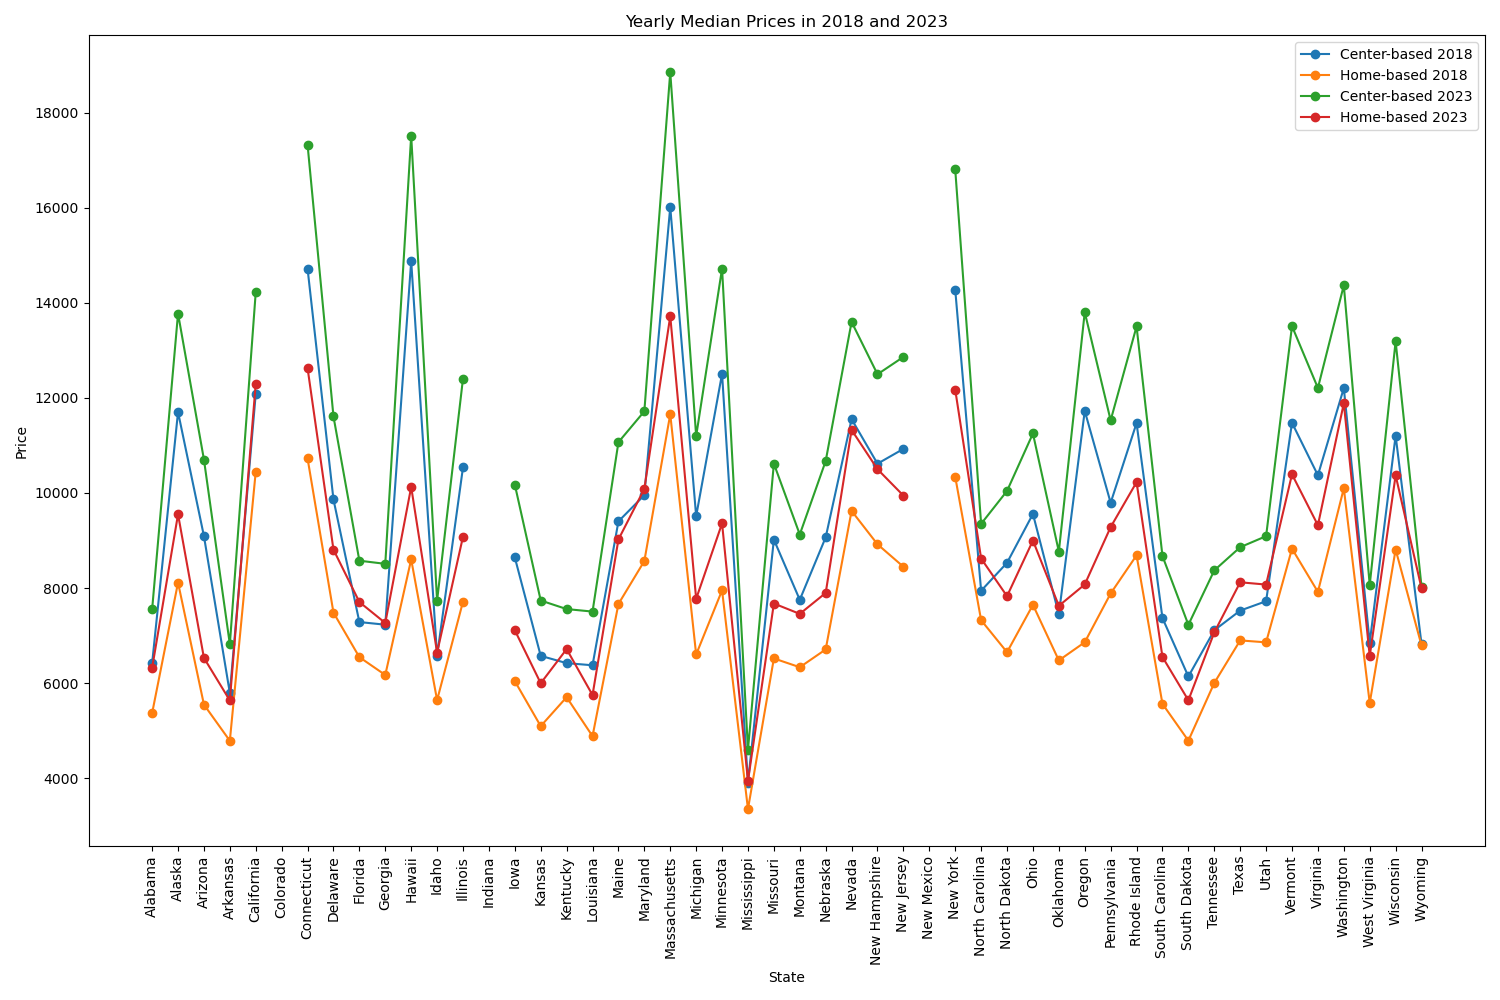 Yearly Median Prices in 2018 and 2023
Center-based 2018
Home-based 2018
Center-based 2023
Home-based 2023
Price
18000
16000
14000
12000
10000
8000
6000
4000
Alabama
Alaska
Arizona
Arkansas
California
Colorado
Connecticut
Delaware
Florida
Georgia
Hawaii
Idaho
Illinois
Indiana
Iowa
Kansas
Kentucky
Louisiana
Maine
Maryland
Massachusetts
Michigan
Minnesota
Mississippi
Missouri
Montana
Nebraska
Nevada
New Hampshire
New Jersey
New Mexico
New York
North Carolina
North Dakota
Ohio
Oklahoma
Oregon
Pennsylvania
Rhode Island
South Carolina
South Dakota
Tennessee
Texas
Utah
Vermont
Virginia
Washington
West Virginia
Wisconsin
Wyoming
State